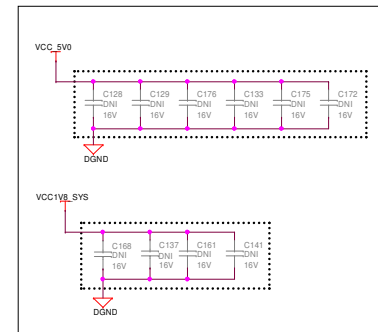 VCC_5V0
C128 C129 C176 C133 C175 C172
DNI DNI DNI DNI DNI DNI
16V 16V 16V 16V 16V 16V
DGND
VCC1V8_SYS
C168 C137 C161 C141
DNI DNI DNI DNI
16V 16V 16V 16V
DGND